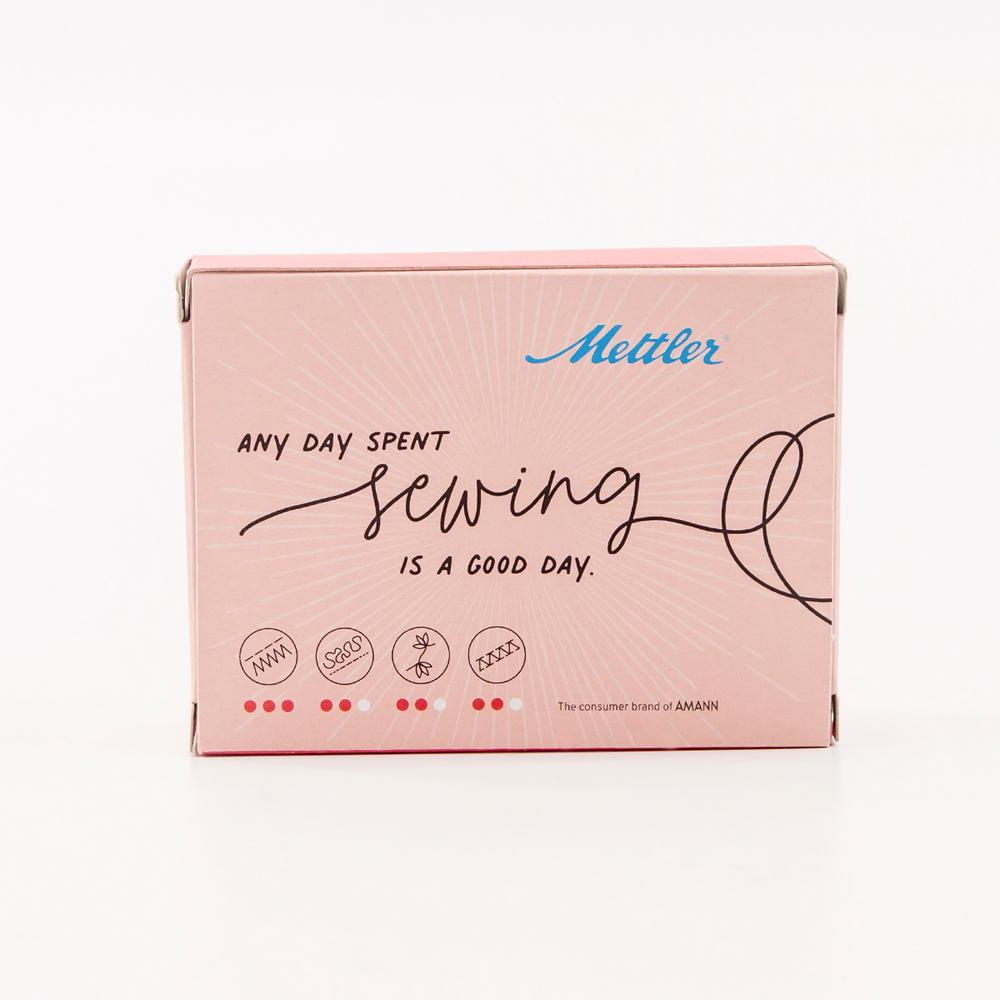 Mettler
ANY DAY SPENT
sewing
IS A GOOD DAY.
The consumer brand of AMANN